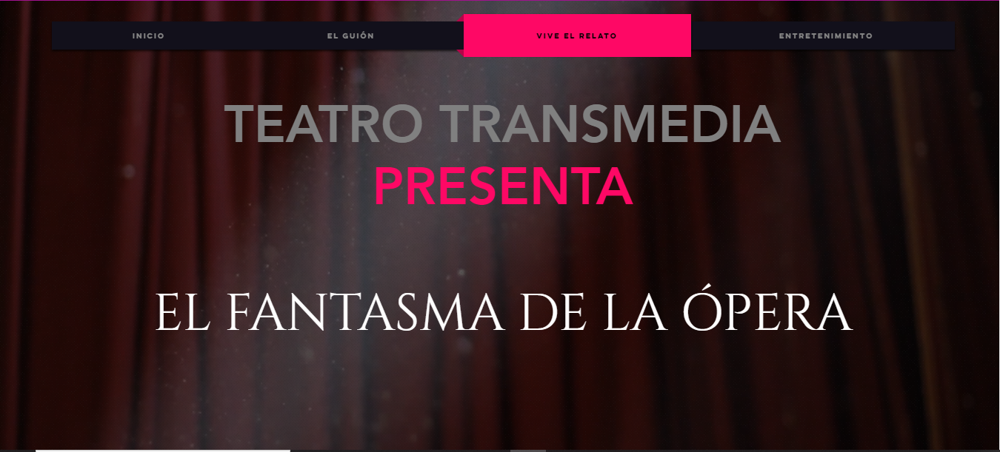 INICIO
EL GUIÓN
VIVE EL RELATO
ENTRETENIMIENTO
TEATRO TRANSMEDIA
PRESENTA
EL FANTASMA DE LA ÓPERA